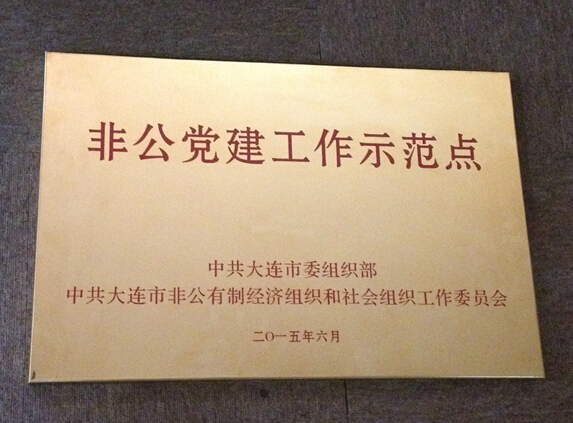 非公党建工作示范点
中共大连市委组织部
中共大连市非公有制经济组织和社会组织工作委员会
二〇一五年六月